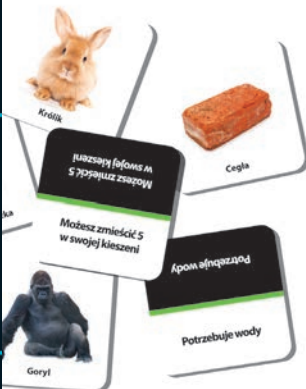 Królik
Cegła
Możesz zmieścić 5
w swojej kieszeni
Możesz zmieścić 5
w swojej kieszeni
Potrzebuje wody
Potrzebuje wody
Goryl